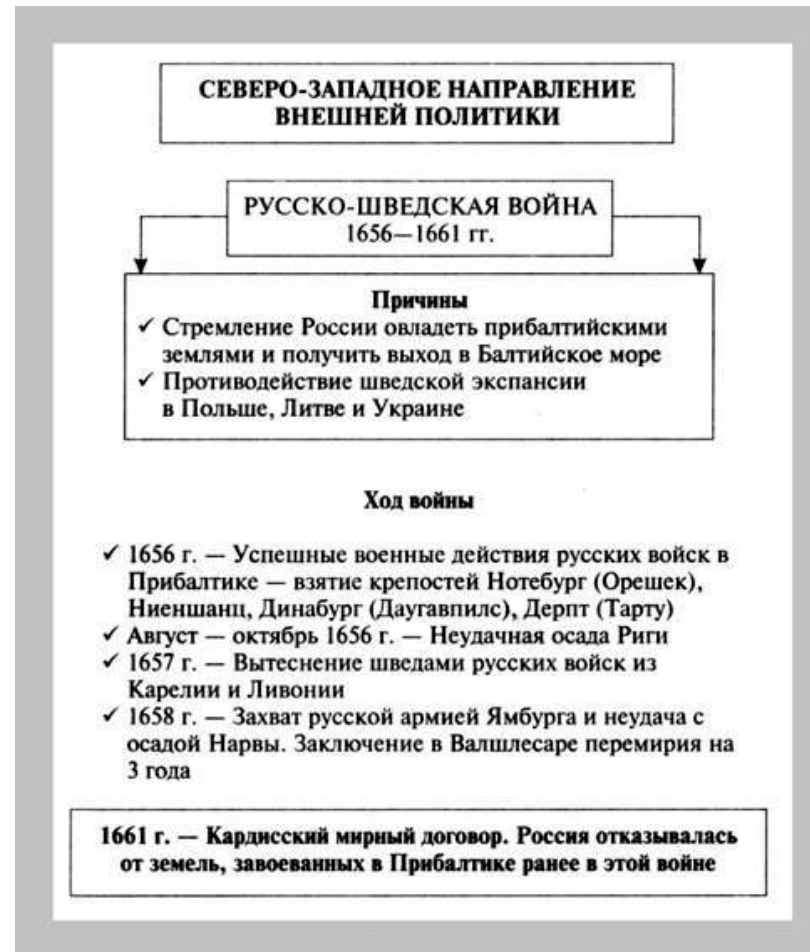 СЕВЕРО-ЗАПАДНОЕ НАПРАВЛЕНИЕ
ВНЕШНЕЙ ПОЛИТИКИ
РУССКО-ШВЕДСКАЯ ВОЙНА
1656—1661 гг.
Причины
✓ Стремление России овладеть прибалтийскими
землями и получить выход в Балтийское море
✓ Противодействие шведской экспансии
в Польше, Литве и Украине
Ход войны
✓ 1656 г. — Успешные военные действия русских войск в
Прибалтике — взятие крепостей Нотебург (Орешек),
Ниеншанц, Динабург (Даугавпилс), Дерпт (Тарту)
✓ Август — октябрь 1656 г. — Неудачная осада Риги
✓ 1657 г. — Вытеснение шведами русских войск из
Карелии и Ливонии
✓ 1658 г. — Захват русской армией Ямбурга и неудача с
осадой Нарвы. Заключение в Валшлесаре перемирия на
3 года
1661 г. — Кардисский мирный договор. Россия отказывалась
от земель, завоеванных в Прибалтике ранее в этой войне